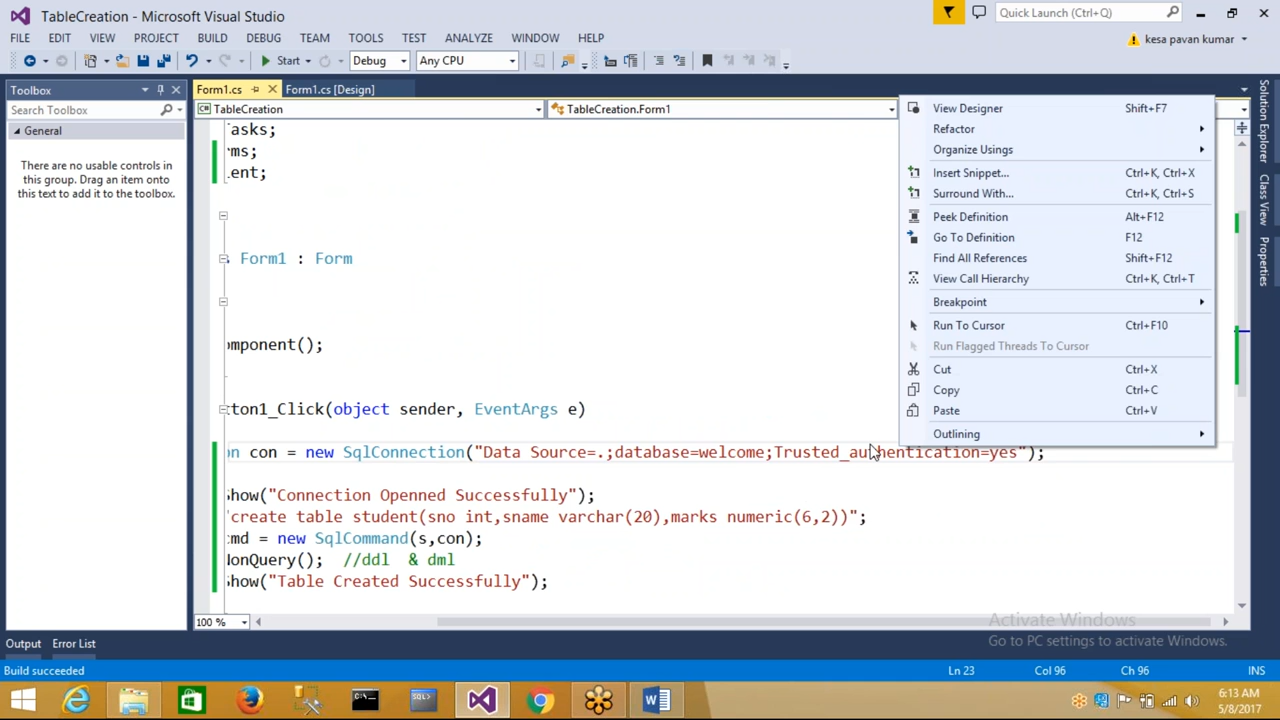 TableCreation - Microsoft Visual Studio
Quick Launch (Ctrl+Q)
FILE EDIT VIEW PROJECT BUILD DEBUG TEAM TOOLS TEST ANALYZE WINDOW HELP
kesa pavan kumar
Start Debug Any CPU
Toolbox
Form1.cs
Form1.cs [Design]
Search Toolbox
TableCreation
TableCreation.Form1
General
There are no usable controls in
this group. Drag an item onto
this text to add it to the toolbox.
asks;
ms;
ent;
Form1 : Form
omponent();
ton1_Click(object sender, EventArgs e)
n con = new SqlConnection("Data Source=.;database=welcome;Trusted_authentication=yes");
how("Connection Openned Successfully");
"create table student(sno int,sname varchar(20),marks numeric(6,2))";
cmd = new SqlCommand(s,con);
NonQuery(); //ddl & dml
how("Table Created Successfully");
View Designer Shift+F7
Refactor
Organize Usings
Insert Snippet... Ctrl+K, Ctrl+X
Surround With... Ctrl+K, Ctrl+S
Peek Definition Alt+F12
Go To Definition F12
Find All References Shift+F12
View Call Hierarchy Ctrl+K, Ctrl+T
Breakpoint
Run To Cursor Ctrl+F10
Run Flagged Threads To Cursor
Cut Ctrl+X
Copy Ctrl+C
Paste Ctrl+V
Outlining
Solution Explorer
Class View
Properties
100 %
Activate Windows
Go to PC settings to activate Windows.
Output Error List
Build succeeded
Ln 23 Col 96 Ch 96 INS
6:13 AM
5/8/2017